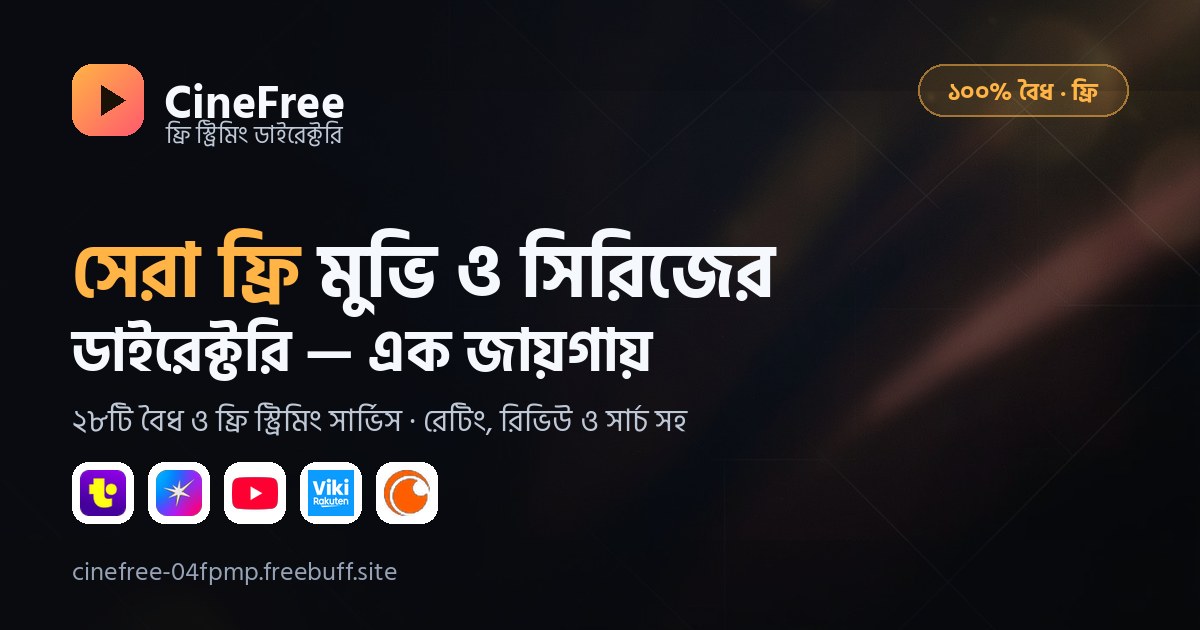 CineFree
ফ্রি স্ট্রিমিং ডাইরেক্টরি
১০০% বৈধ · ফ্রি
সেরা ফ্রি মুভি ও সিরিজের
ডাইরেক্টরি — এক জায়গায়
২৮টি বৈধ ও ফ্রি স্ট্রিমিং সার্ভিস · রেটিং, রিভিউ ও সার্চ সহ
t Viki
Rakuten
cinefree-04fpmp.freebuff.site